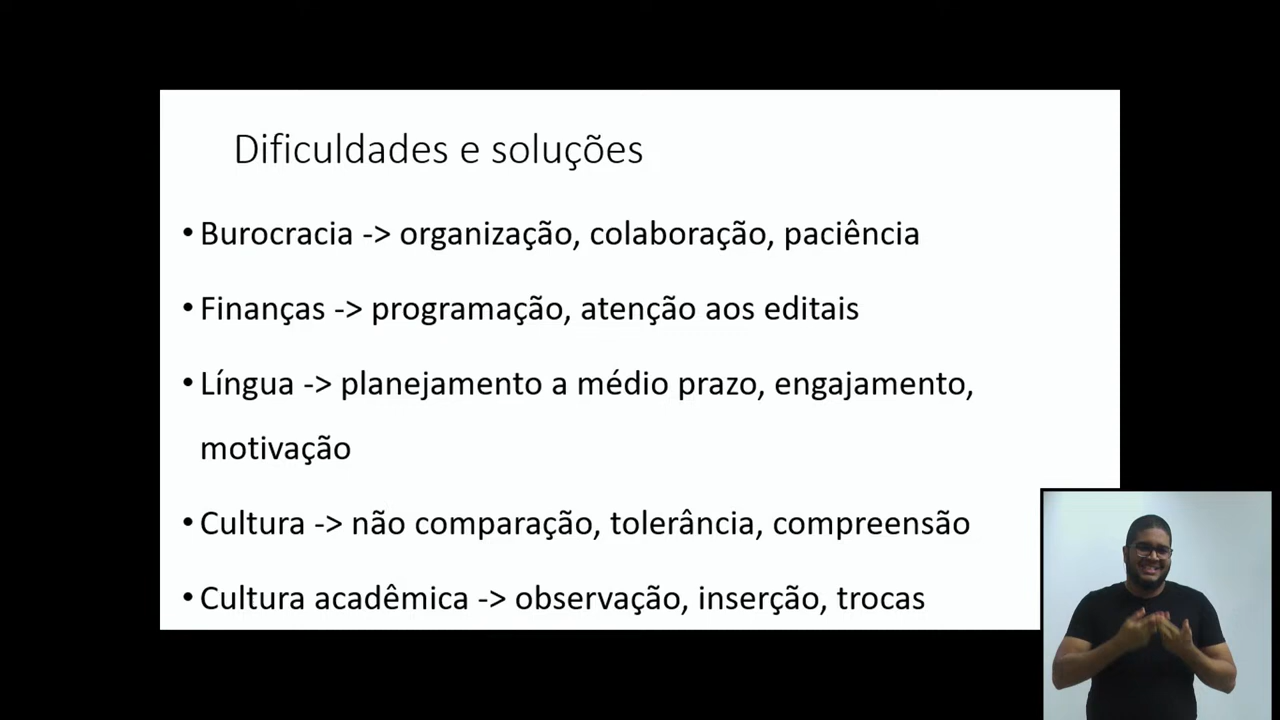 Dificuldades e soluções
• Burocracia -> organização, colaboração, paciência
• Finanças -> programação, atenção aos editais
• Língua -> planejamento a médio prazo, engajamento,
motivação
• Cultura -> não comparação, tolerância, compreensão
• Cultura acadêmica -> observação, inserção, trocas